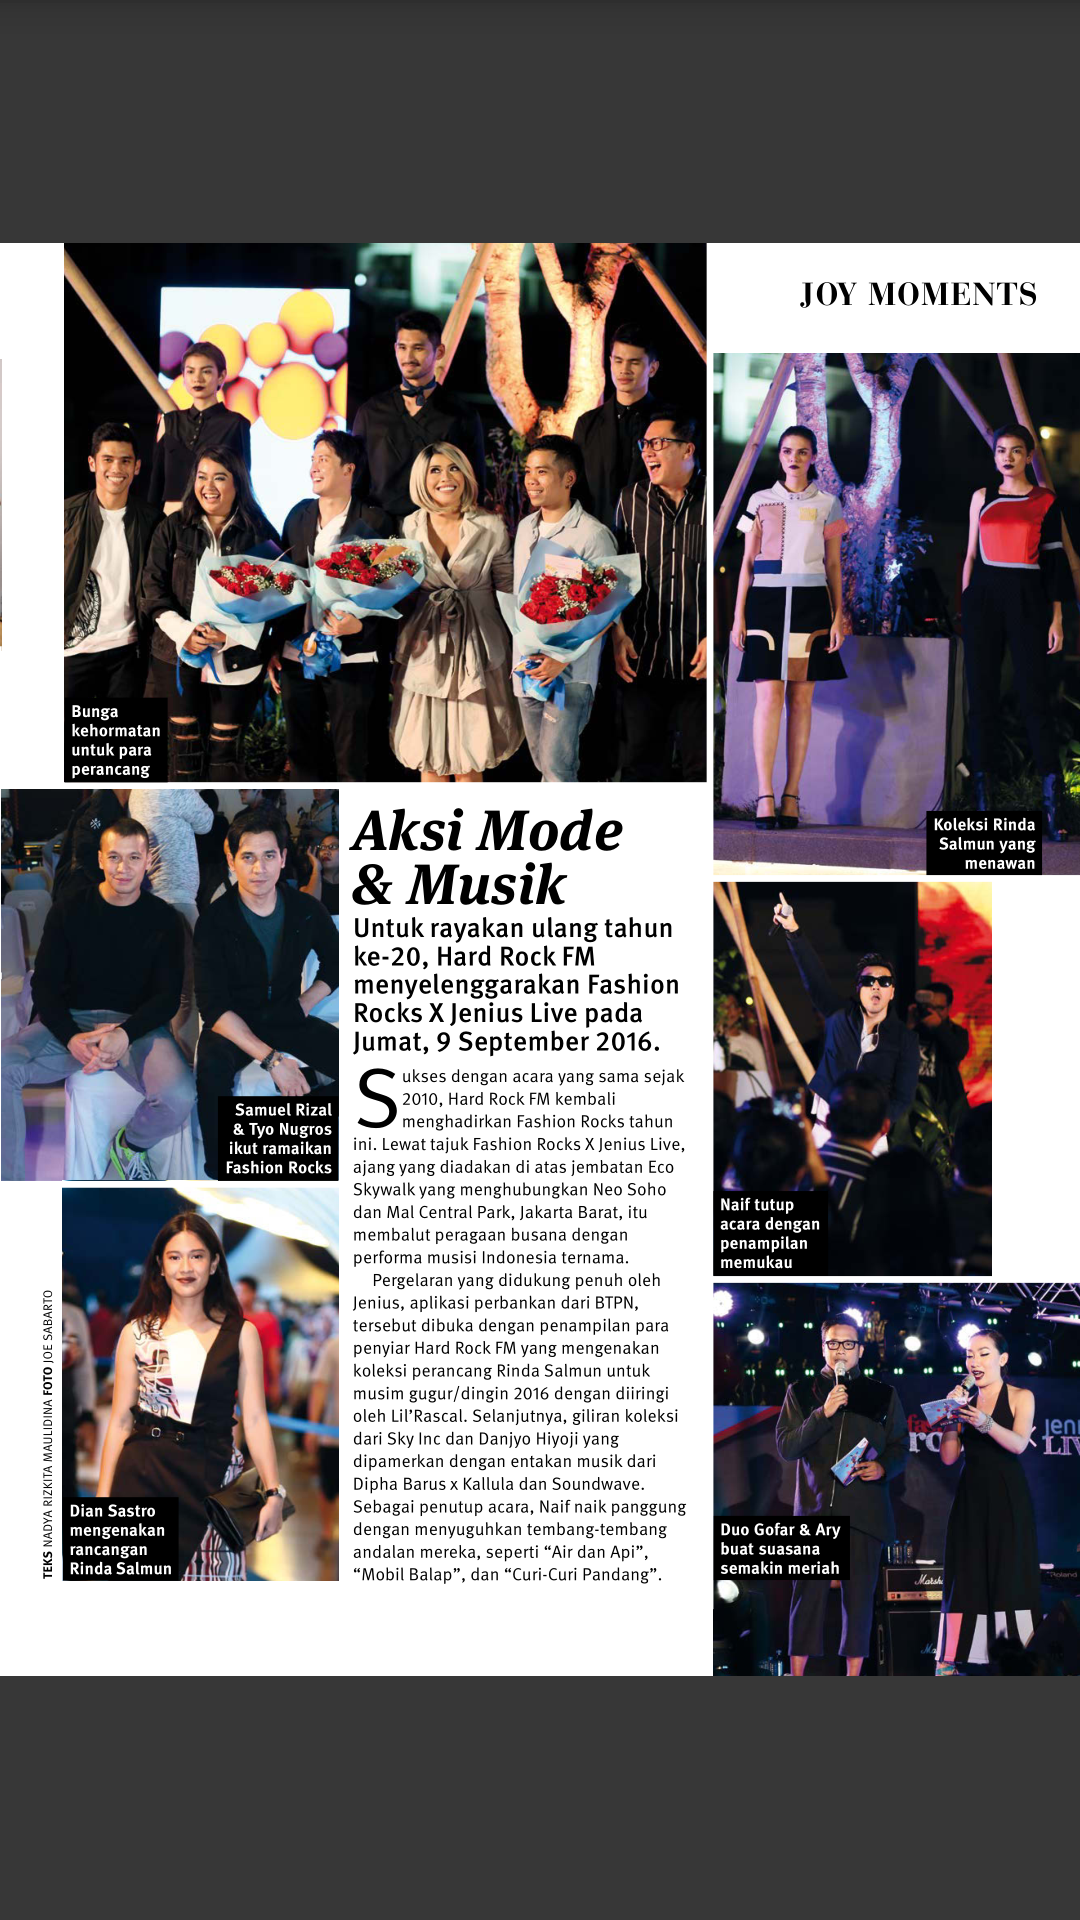 JOY MOMENTS
Bunga
kehormatan
untuk para
perancang
Koleksi Rinda
Salmun yang
menawan
Samuel Rizal
& Tyo Nugros
ikut ramaikan
Fashion Rocks
Aksi Mode
& Musik
Untuk rayakan ulang tahun
ke-20, Hard Rock FM
menyelenggarakan Fashion
Rocks X Jenius Live pada
Jumat, 9 September 2016.
Sukses dengan acara yang sama sejak
2010, Hard Rock FM kembali
menghadirkan Fashion Rocks tahun
ini. Lewat tajuk Fashion Rocks X Jenius Live,
ajang yang diadakan di atas jembatan Eco
Skywalk yang menghubungkan Neo Soho
dan Mal Central Park, Jakarta Barat, itu
membalut peragaan busana dengan
performa musisi Indonesia ternama.
Pergelaran yang didukung penuh oleh
Jenius, aplikasi perbankan dari BTPN,
tersebut dibuka dengan penampilan para
penyiar Hard Rock FM yang mengenakan
koleksi perancang Rinda Salmun untuk
musim gugur/dingin 2016 dengan diiringi
oleh Lil’Rascal. Selanjutnya, giliran koleksi
dari Sky Inc dan Danjyo Hiyoji yang
dipamerkan dengan entakan musik dari
Dipha Barus x Kallula dan Soundwave.
Sebagai penutup acara, Naif naik panggung
dengan menyuguhkan tembang-tembang
andalan mereka, seperti “Air dan Api”,
“Mobil Balap”, dan “Curi-Curi Pandang”.
Naif tutup
acara dengan
penampilan
memukau
Dian Sastro
mengenakan
rancangan
Rinda Salmun
Duo Gofar & Ary
buat suasana
semakin meriah
TEKS NADYA RIZKITA MAULIDINA FOTO JOE SABARTO
Marsh
Roland